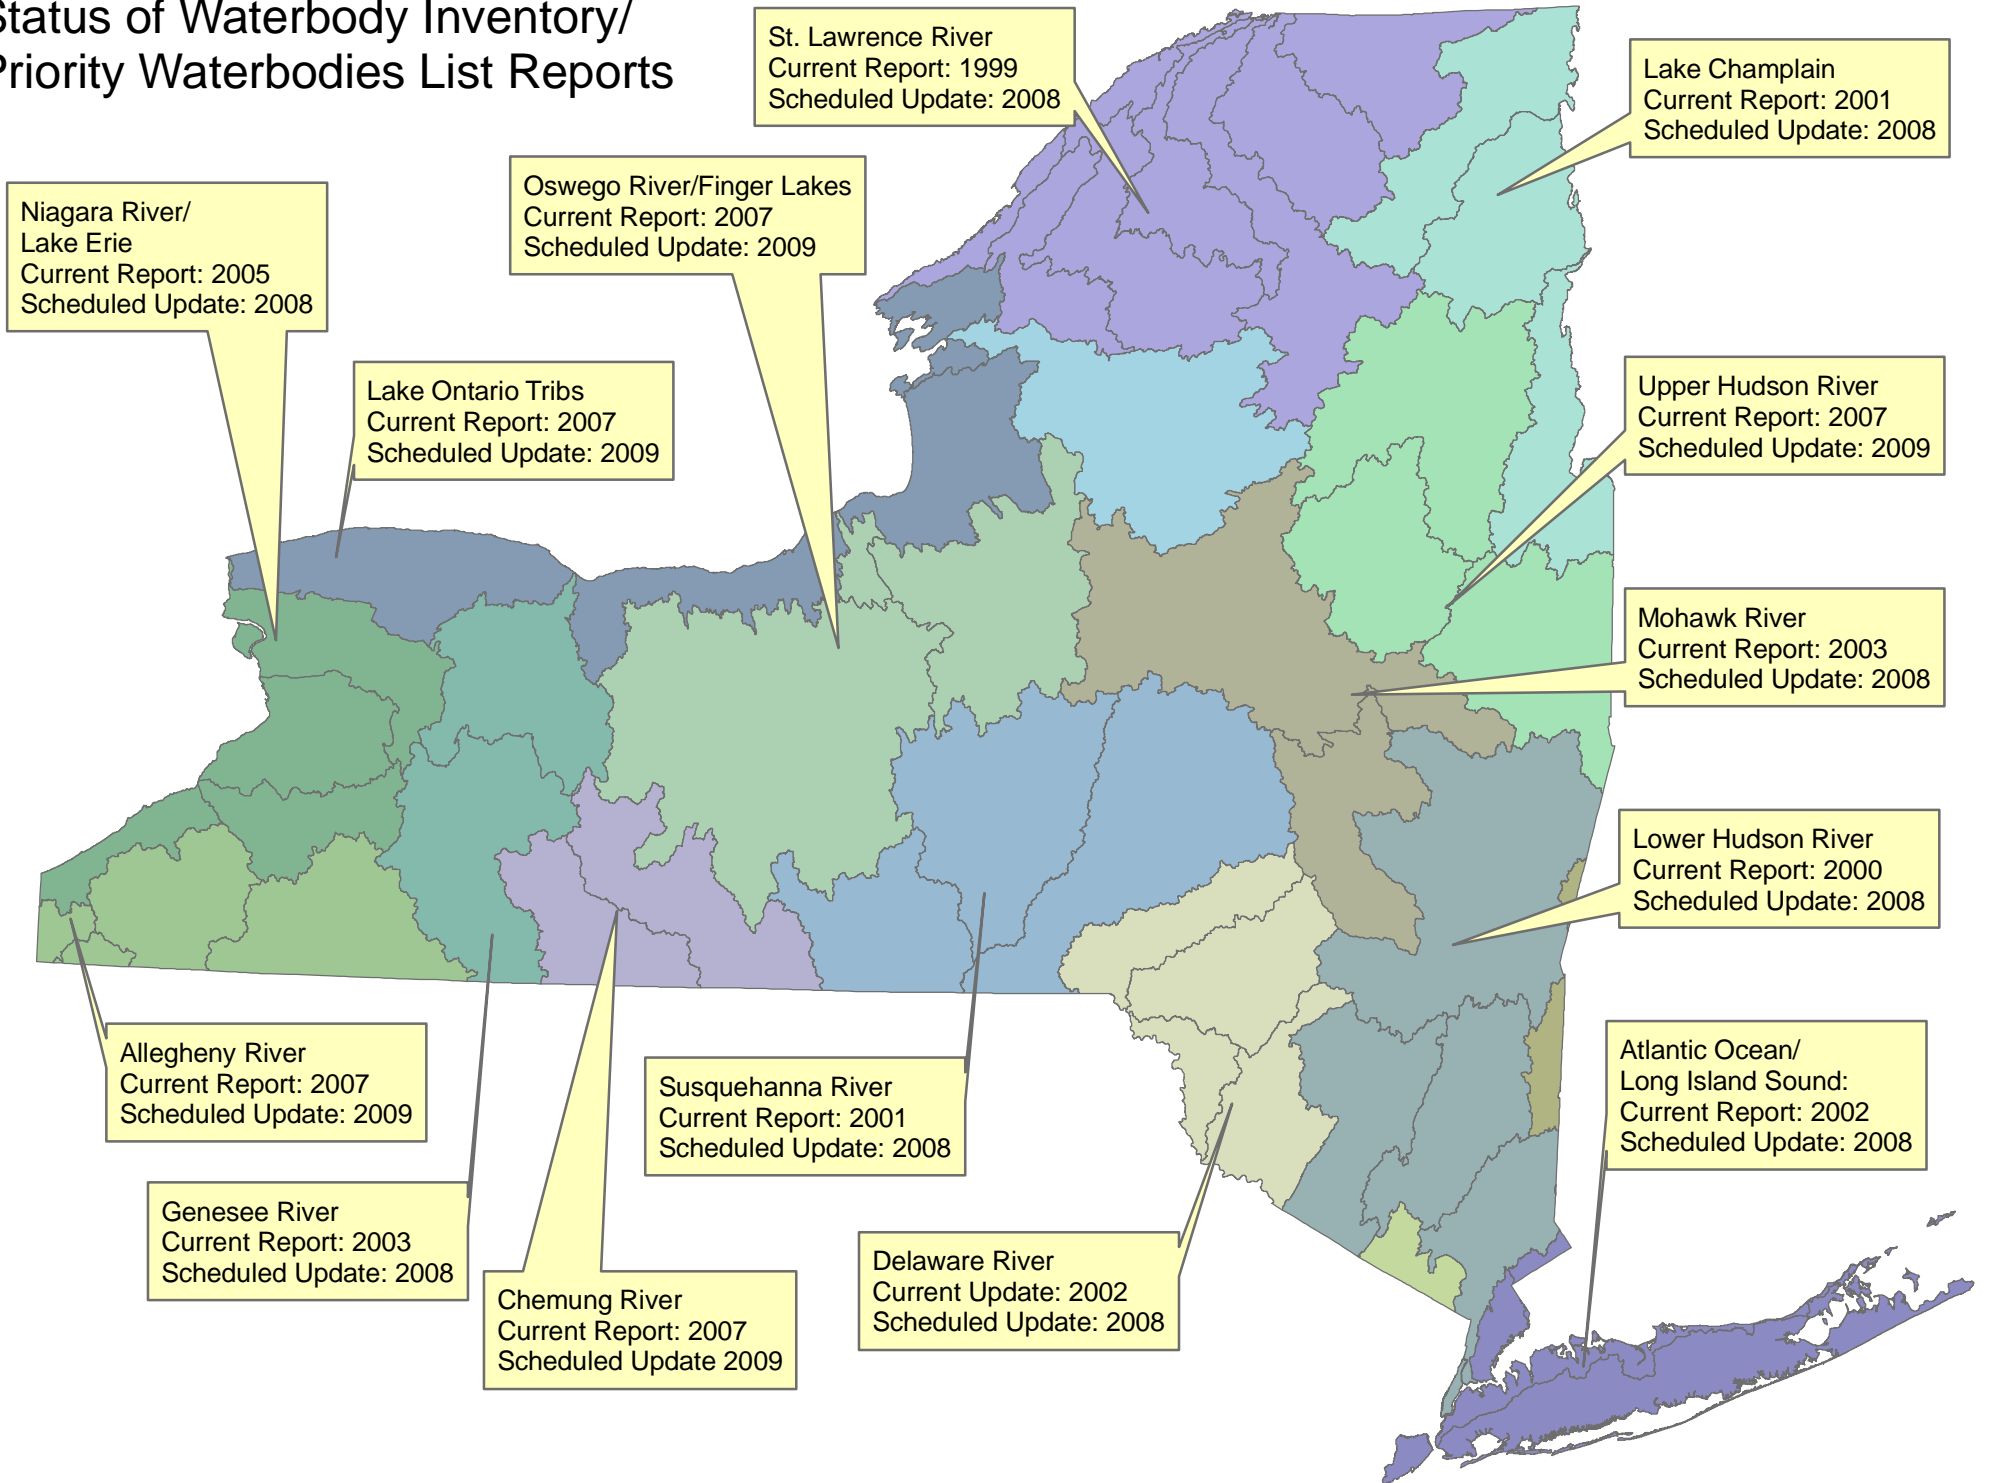 Status of Waterbody Inventory/
Priority Waterbodies List Reports
St. Lawrence River
Current Report: 1999
Scheduled Update: 2008
Lake Champlain
Current Report: 2001
Scheduled Update: 2008
Oswego River/Finger Lakes
Current Report: 2007
Scheduled Update: 2009
Niagara River/
Lake Erie
Current Report: 2005
Scheduled Update: 2008
Lake Ontario Tribs
Current Report: 2007
Scheduled Update: 2009
Upper Hudson River
Current Report: 2007
Scheduled Update: 2009
Mohawk River
Current Report: 2003
Scheduled Update: 2008
Lower Hudson River
Current Report: 2000
Scheduled Update: 2008
Allegheny River
Current Report: 2007
Scheduled Update: 2009
Susquehanna River
Current Report: 2001
Scheduled Update: 2008
Atlantic Ocean/
Long Island Sound:
Current Report: 2002
Scheduled Update: 2008
Genesee River
Current Report: 2003
Scheduled Update: 2008
Chemung River
Current Report: 2007
Scheduled Update 2009
Delaware River
Current Update: 2002
Scheduled Update: 2008